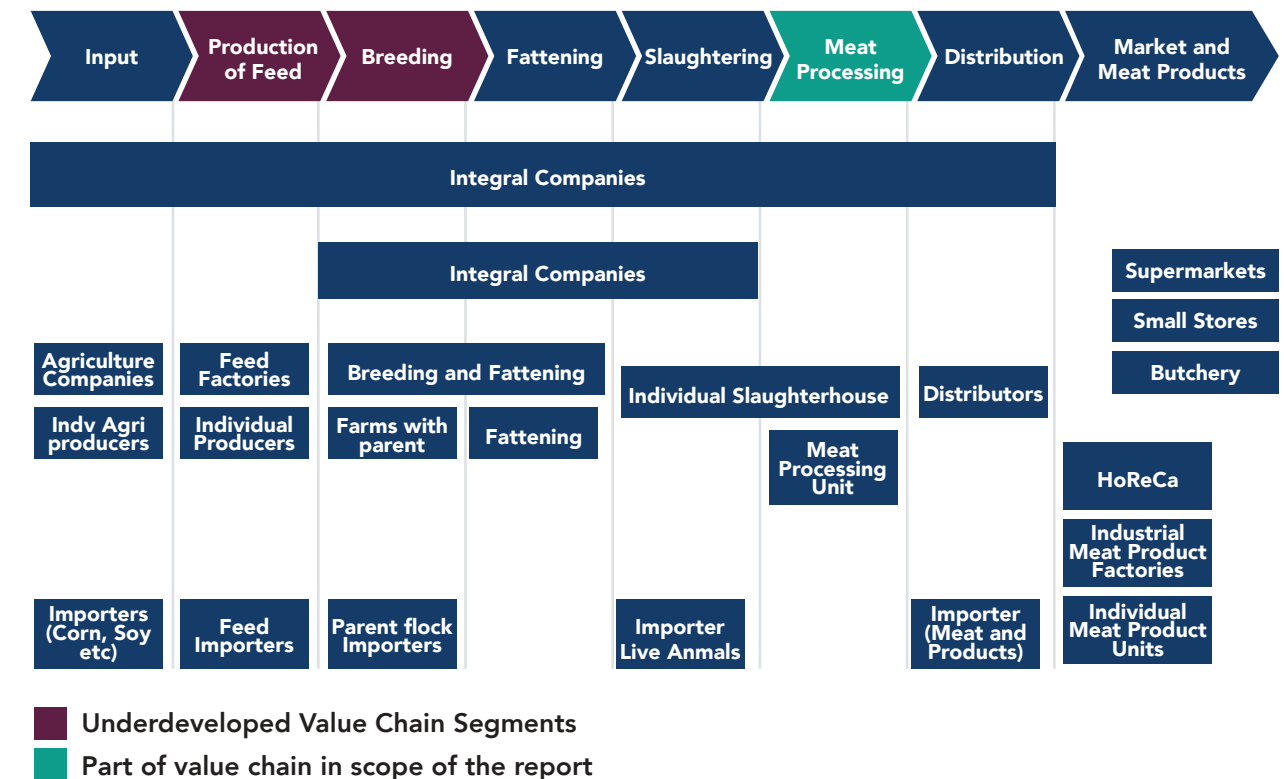 Input
Production
of Feed
Breeding
Fattening
Slaughtering
Meat
Processing
Distribution
Market and
Meat Products
Integral Companies
Integral Companies
Supermarkets
Small Stores
Butchery
Agriculture
Companies
Feed
Factories
Breeding and Fattening
Individual Slaughterhouse
Distributors
Indv Agri
producers
Individual
Producers
Farms with
parent
Fattening
Meat
Processing
Unit
HoReCa
Industrial
Meat Product
Factories
Importers
(Corn, Soy
etc)
Feed
Importers
Parent flock
Importers
Importer
Live Anmals
Importer
(Meat and
Products)
Individual
Meat Product
Units
Underdeveloped Value Chain Segments
Part of value chain in scope of the report